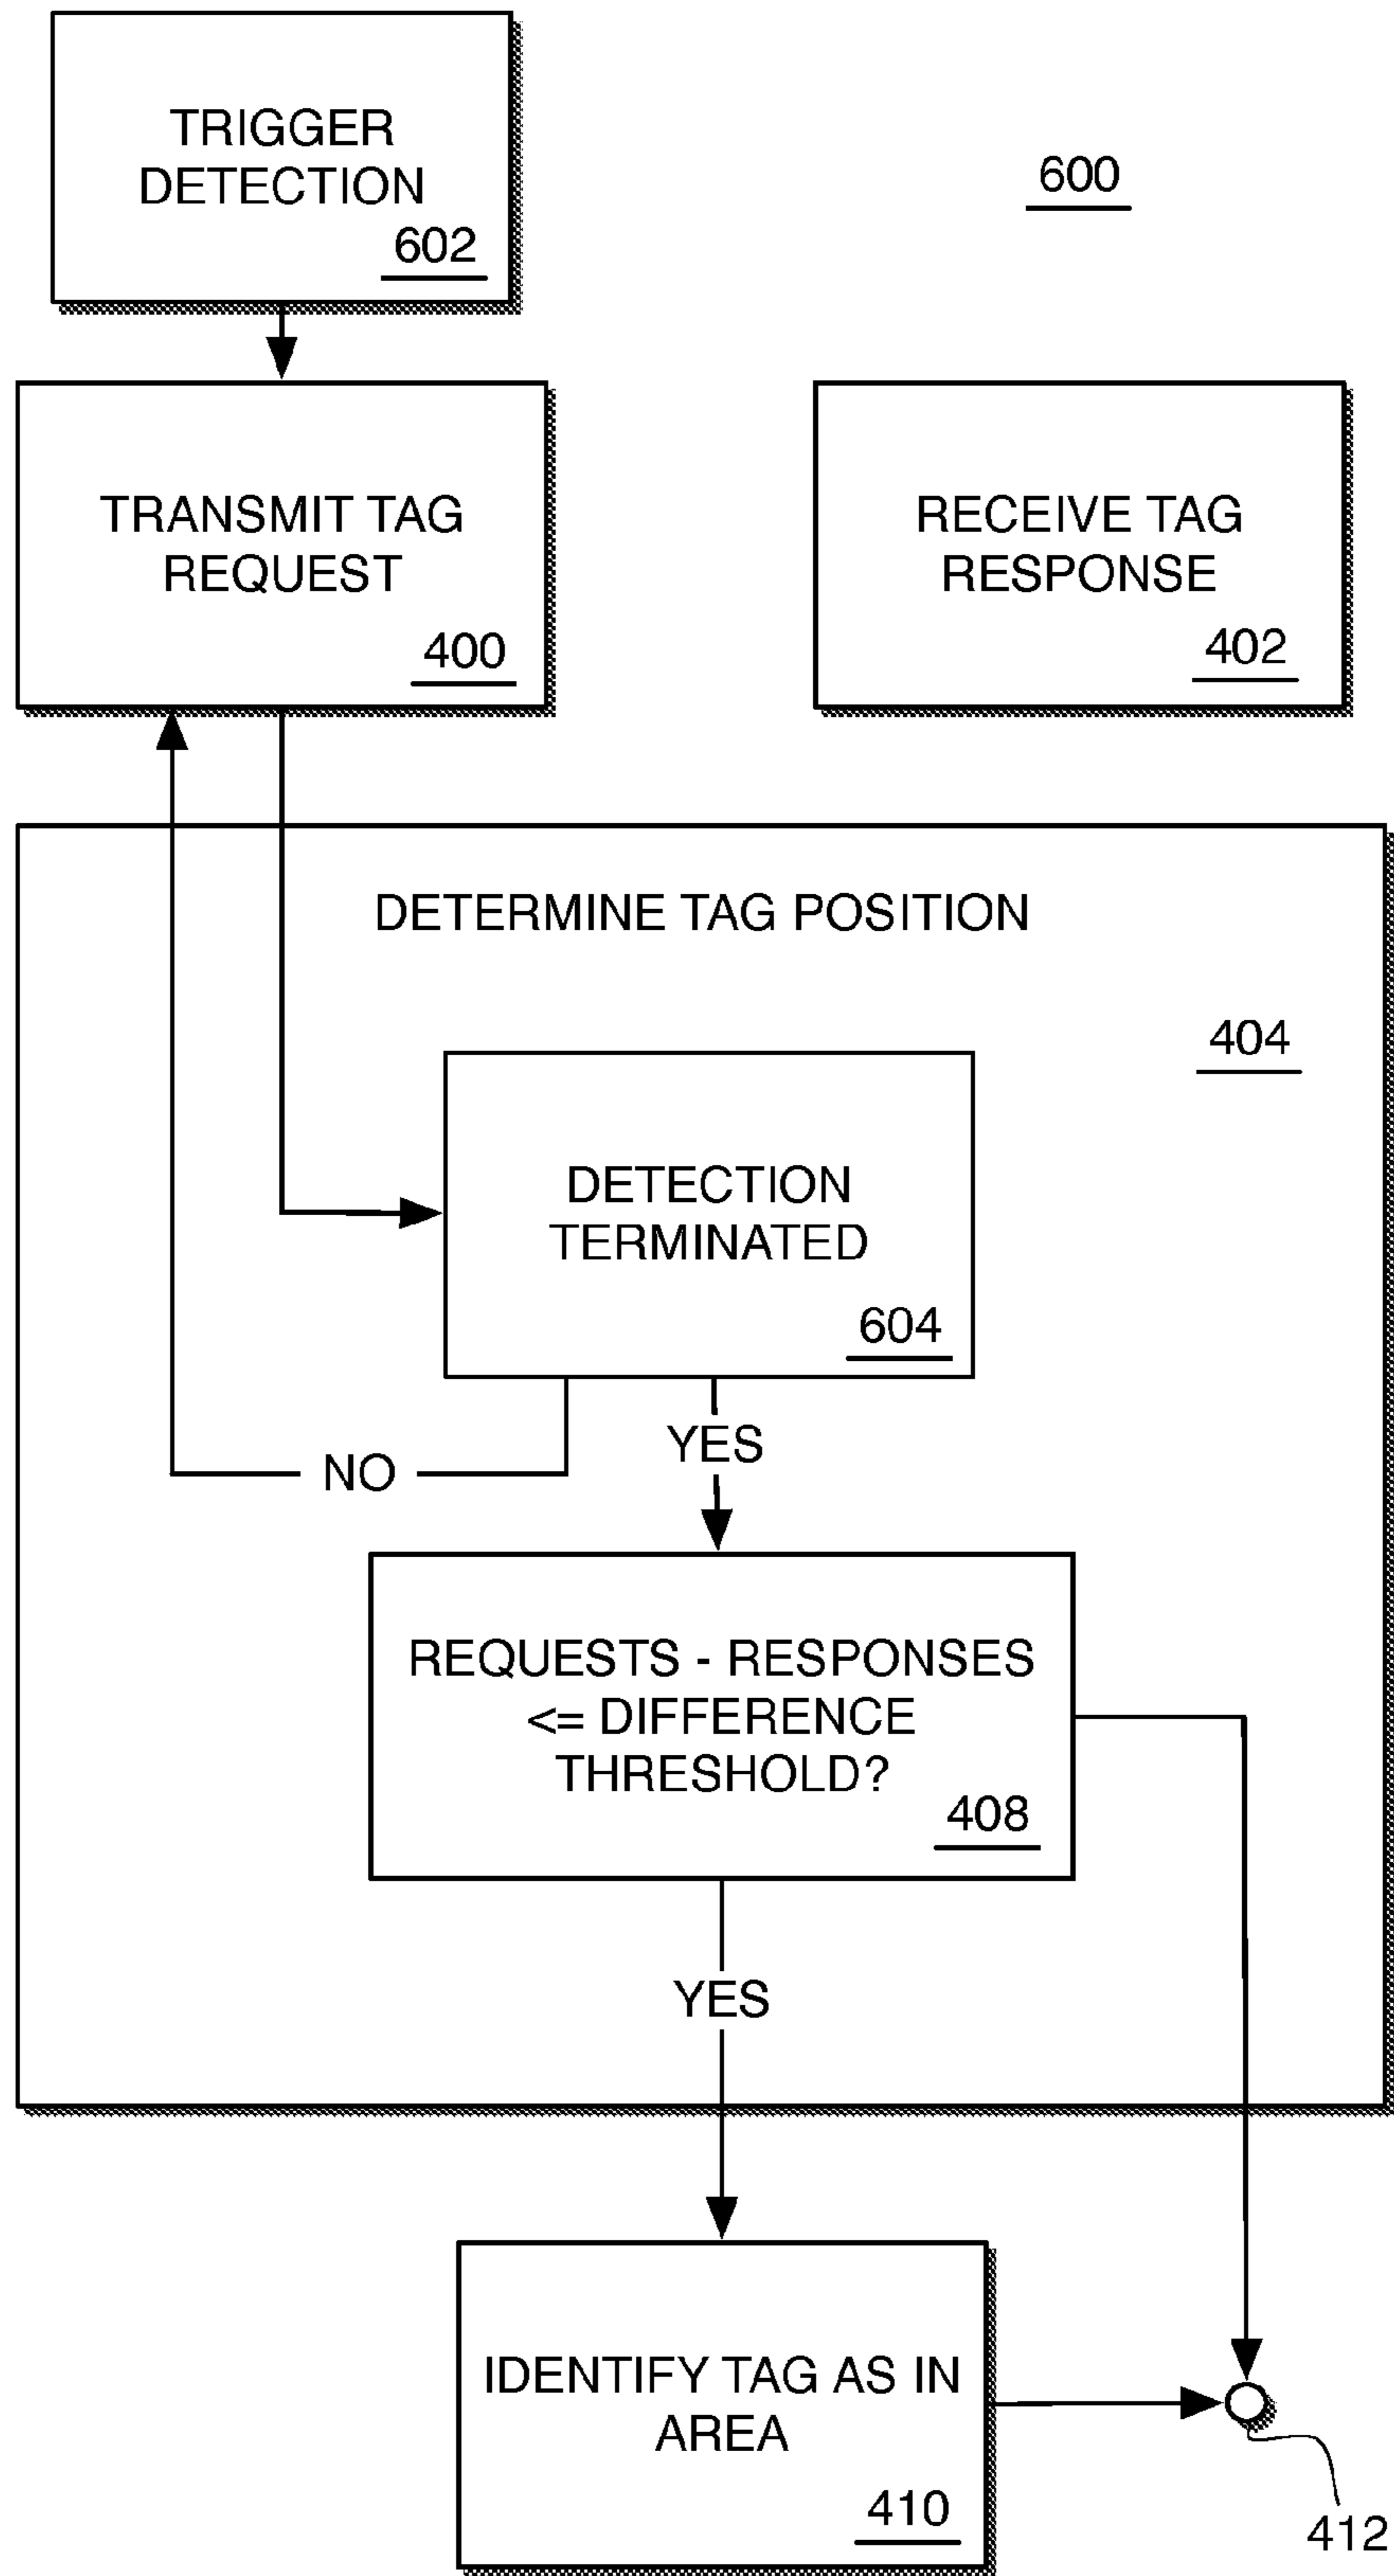 TRIGGER
DETECTION
602
600
TRANSMIT TAG
REQUEST
400
RECEIVE TAG
RESPONSE
402
DETERMINE TAG POSITION
404
DETECTION
TERMINATED
604
NO
YES
REQUESTS - RESPONSES
<= DIFFERENCE
THRESHOLD?
408
YES
IDENTIFY TAG AS IN
AREA
410
412